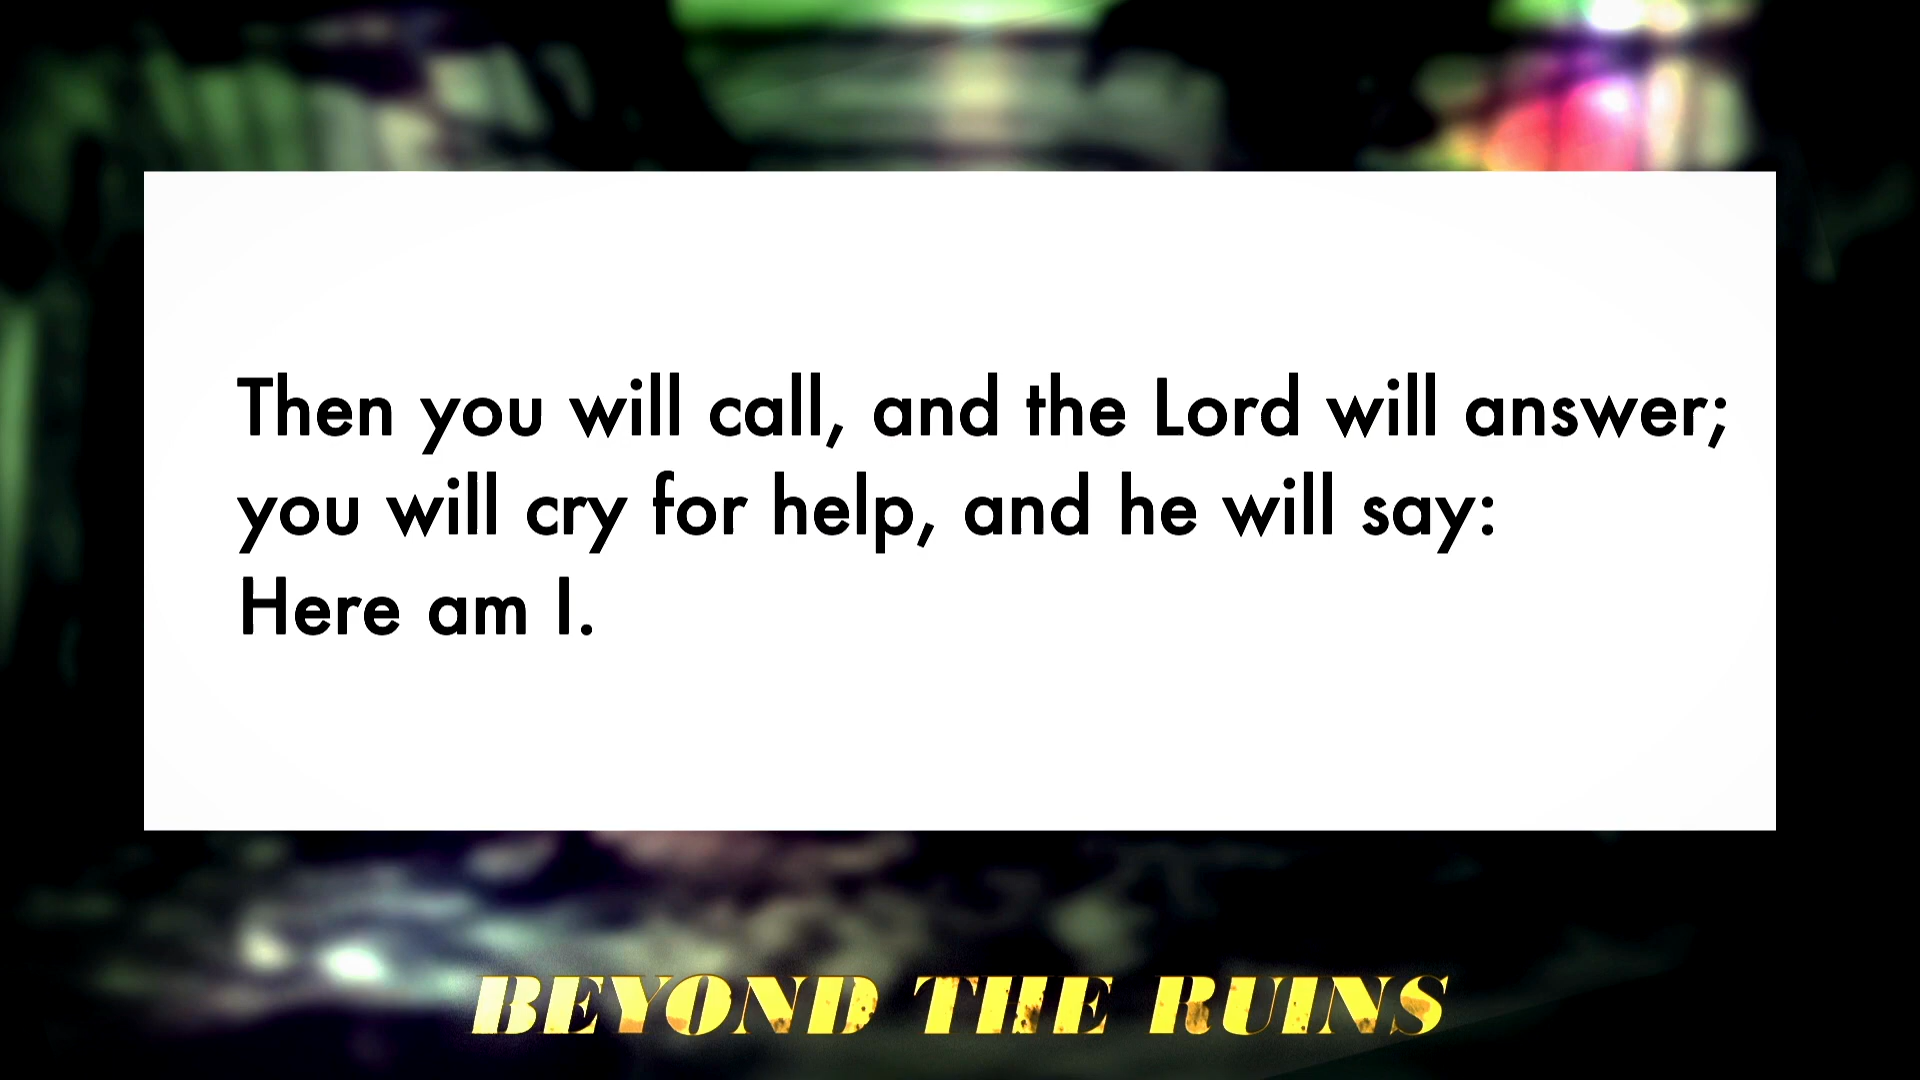 Then you will call, and the Lord will answer;
you will cry for help, and he will say:
Here am I.
BEYOND THE RUINS